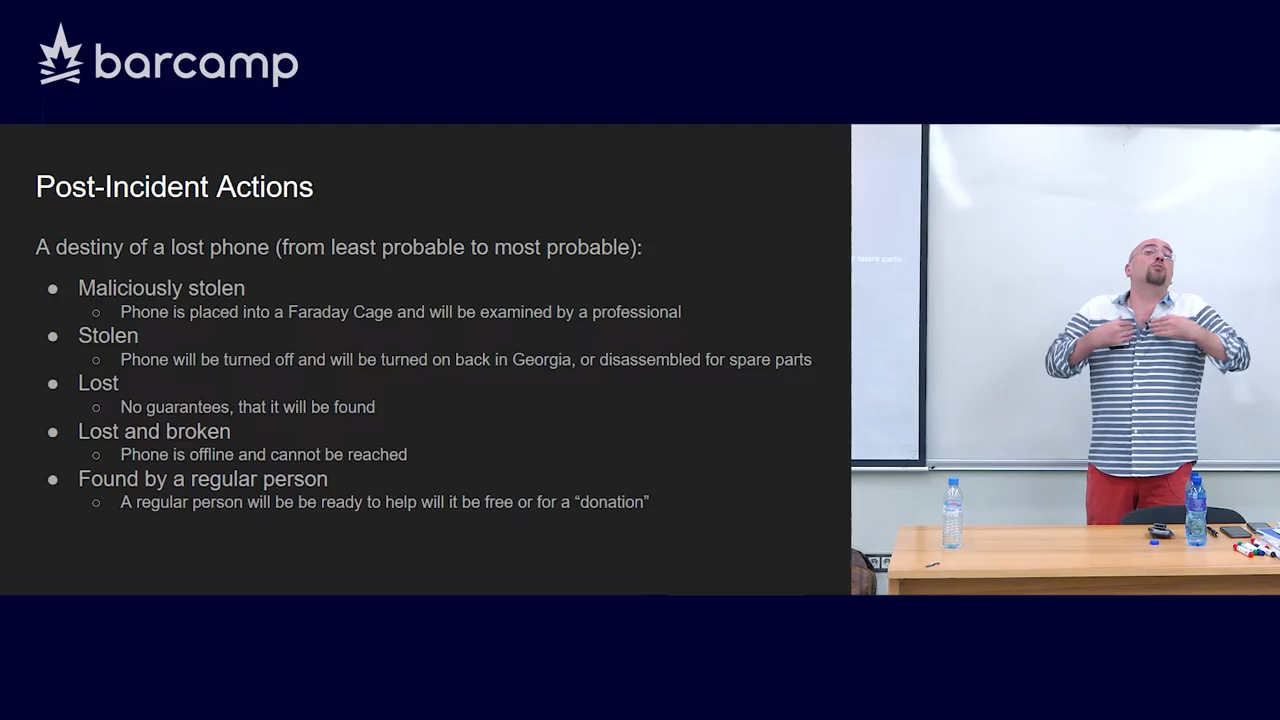 barcamp
Post-Incident Actions
A destiny of a lost phone (from least probable to most probable):
● Maliciously stolen
○ Phone is placed into a Faraday Cage and will be examined by a professional
● Stolen
○ Phone will be turned off and will be turned on back in Georgia, or disassembled for spare parts
● Lost
○ No guarantees, that it will be found
● Lost and broken
○ Phone is offline and cannot be reached
● Found by a regular person
○ A regular person will be be ready to help will it be free or for a “donation”
spare parts